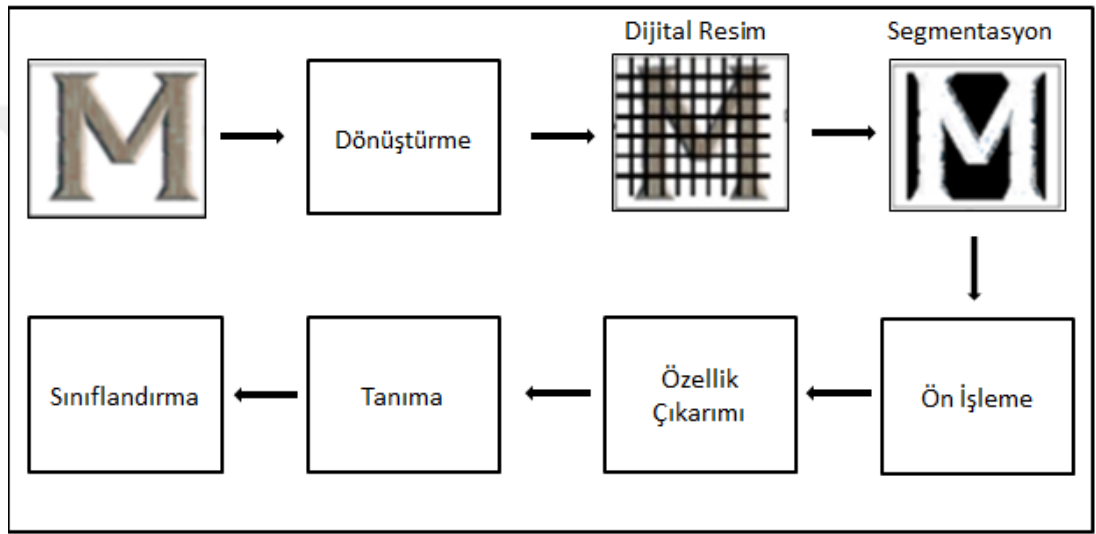 Dijital Resim
Segmentasyon
M
Dönüştürme
M
M
Sınıflandırma
Tanıma
Özellik
Çıkarımı
Ön İşleme